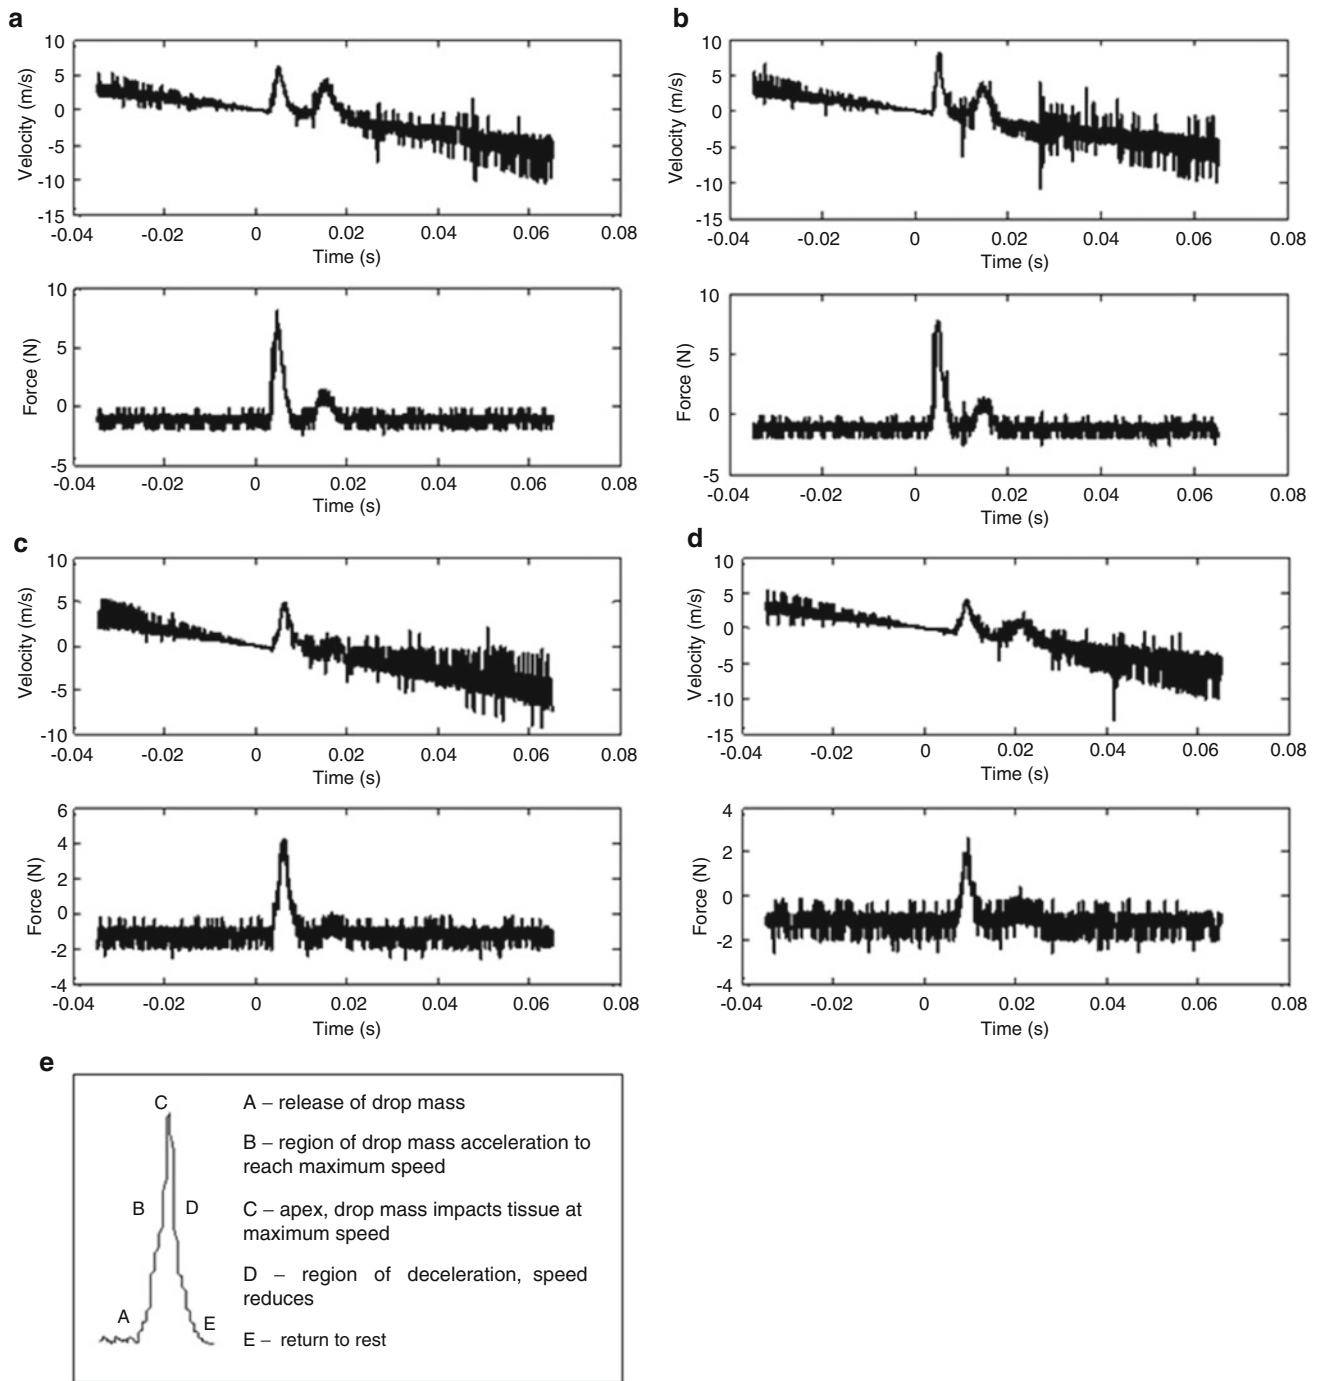 a
10
5
0
-5
-10
-15
Velocity (m/s)
-0.04 -0.02 0 0.02 0.04 0.06 0.08
Time (s)
10
5
0
-5
Force (N)
-0.04 -0.02 0 0.02 0.04 0.06 0.08
Time (s)
b
10
5
0
-5
-10
-15
Velocity (m/s)
-0.04 -0.02 0 0.02 0.04 0.06 0.08
Time (s)
10
5
0
-5
Force (N)
-0.04 -0.02 0 0.02 0.04 0.06 0.08
Time (s)
c
10
5
0
-5
-10
Velocity (m/s)
-0.04 -0.02 0 0.02 0.04 0.06 0.08
Time (s)
6
4
2
0
-2
-4
Force (N)
-0.04 -0.02 0 0.02 0.04 0.06 0.08
Time (s)
d
10
5
0
-5
-10
-15
Velocity (m/s)
-0.04 -0.02 0 0.02 0.04 0.06 0.08
Time (s)
4
2
0
-2
-4
Force (N)
-0.04 -0.02 0 0.02 0.04 0.06 0.08
Time (s)
e
C
B D
A
E
A – release of drop mass
B – region of drop mass acceleration to
reach maximum speed
C – apex, drop mass impacts tissue at
maximum speed
D – region of deceleration, speed
reduces
E – return to rest